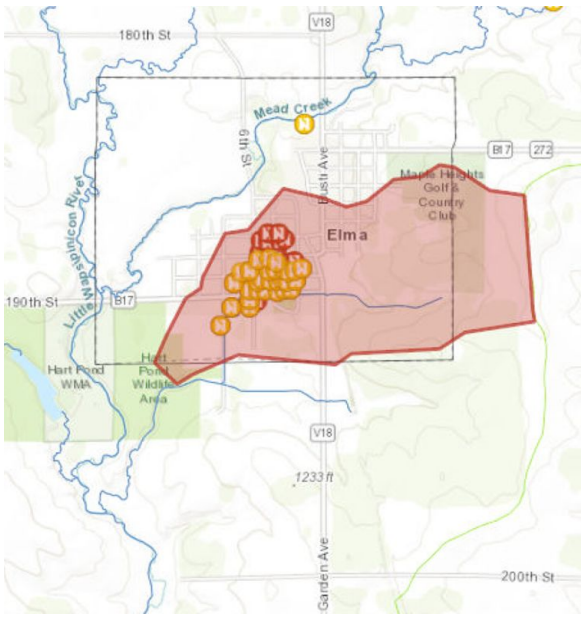 180th St
V18
Mead Creek
N
6th St
Busti Ave
B17
272
Maple Heights
Golf &
Country
Club
Elma
Little Wapsipinicon River
190th St
B17
N
Hart Pond
WMA
Hart
Pond
Wildlife
Area
V18
1233 ft
Garden Ave
200th St